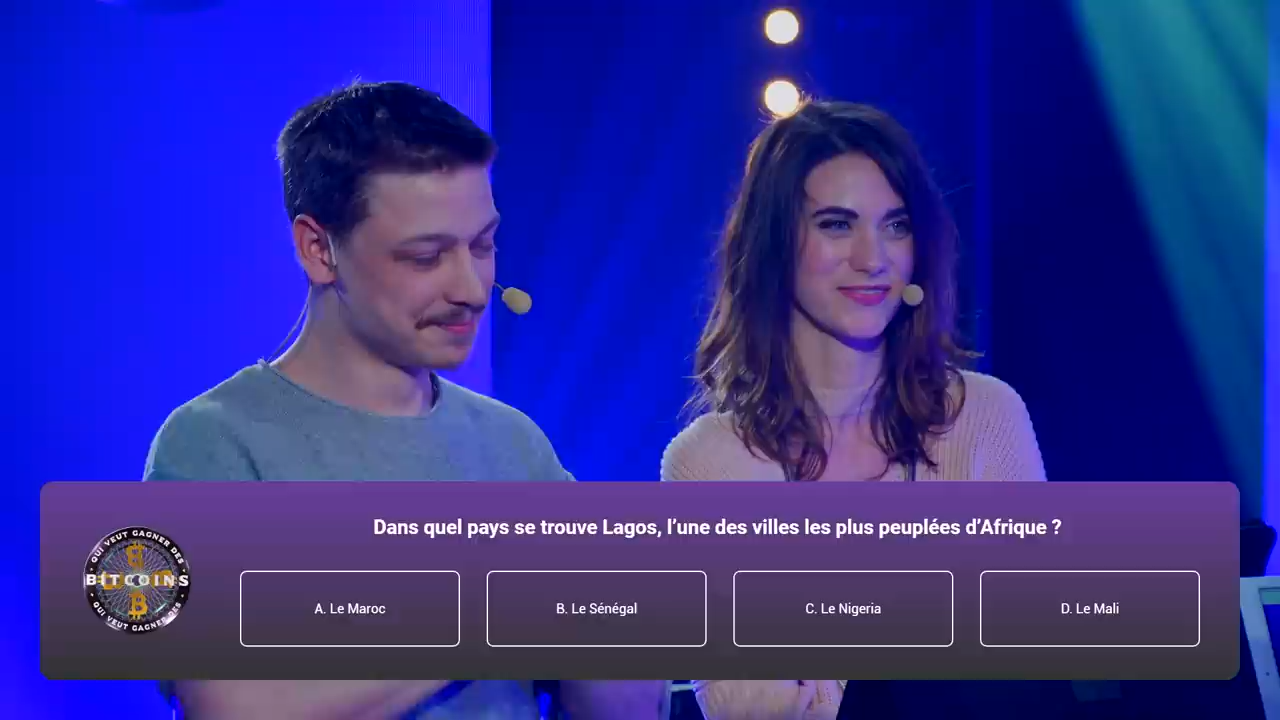 Dans quel pays se trouve Lagos, l'une des villes les plus peuplées d'Afrique ?
QUI VEUT GAGNER DES
BITCOINS
QUI VEUT GAGNER DES
A. Le Maroc
B. Le Sénégal
C. Le Nigeria
D. Le Mali